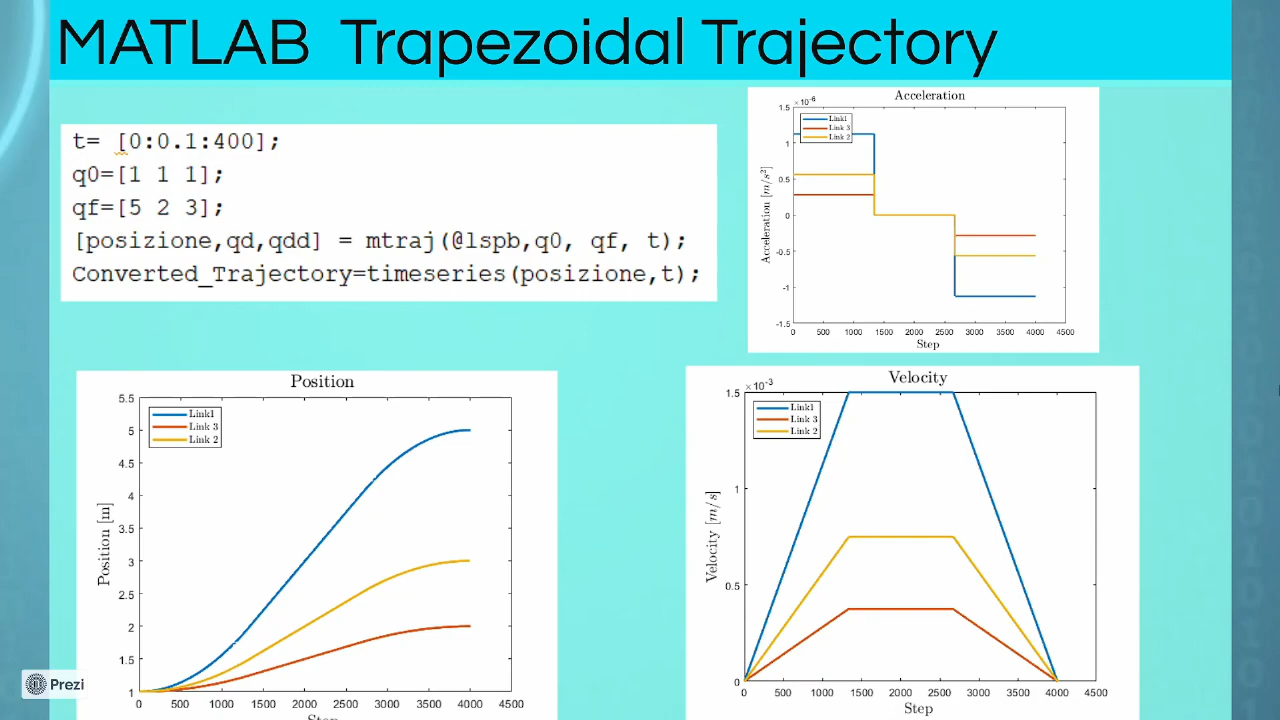 MATLAB Trapezoidal Trajectory
t= [0:0.1:400];
q0=[1 1 1];
qf=[5 2 3];
[posizione,qd,qdd] = mtraj(@lspb,q0, qf, t);
Converted_Trajectory=timeseries(posizione,t);
Acceleration
×10⁻⁶
1.5
1
0.5
0
-0.5
-1
-1.5
Acceleration [m/s²]
Link1
Link 3
Link 2
0 500 1000 1500 2000 2500 3000 3500 4000 4500
Step
Position
5.5
5
4.5
4
3.5
3
2.5
2
1.5
1
Position [m]
Link1
Link 3
Link 2
0 500 1000 1500 2000 2500 3000 3500 4000 4500
Step
Velocity
×10⁻³
1.5
1
0.5
0
Velocity [m/s]
Link1
Link 3
Link 2
0 500 1000 1500 2000 2500 3000 3500 4000 4500
Step
Prezi